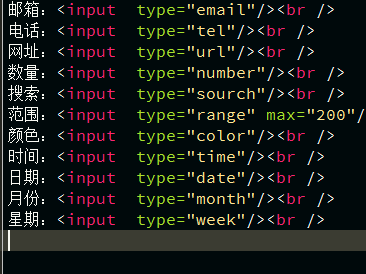 邮箱：<input  type="email"/><br />
电话：<input  type="tel"/><br />
网址：<input  type="url"/><br />
数量：<input  type="number"/><br />
搜索：<input  type="sourch"/><br />
范围：<input  type="range" max="200"/
颜色：<input  type="color"/><br />
时间：<input  type="time"/><br />
日期：<input  type="date"/><br />
月份：<input  type="month"/><br />
星期：<input  type="week"/><br />